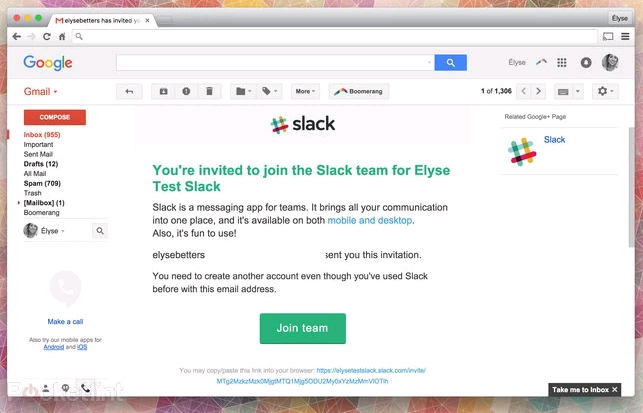 elysebetters has invited yo
Élyse
Google
Élyse
Gmail
More
Boomerang
1 of 1,306
COMPOSE
Inbox (955)
Important
Sent Mail
Drafts (12)
All Mail
Spam (709)
Trash
[Mailbox] (1)
Boomerang
Élyse
Make a call
Also try our mobile apps for
Android and iOS
slack
You're invited to join the Slack team for Elyse
Test Slack
Slack is a messaging app for teams. It brings all your communication
into one place, and it's available on both mobile and desktop.
Also, it's fun to use!
elysebetters sent you this invitation.
You need to create another account even though you've used Slack
before with this email address.
Join team
You may copy/paste this link into your browser: https://elysetestslack.slack.com/invite/
Related Google+ Page
Slack
Take me to Inbox
Pocket-lint